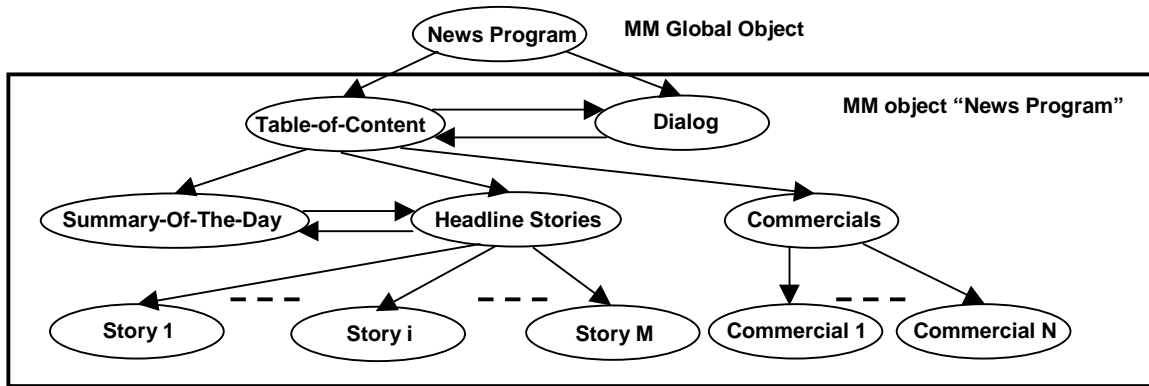 News Program
MM Global Object
MM object “News Program”
Table-of-Content
Dialog
Summary-Of-The-Day
Headline Stories
Commercials
Story 1
Story i
Story M
Commercial 1
Commercial N